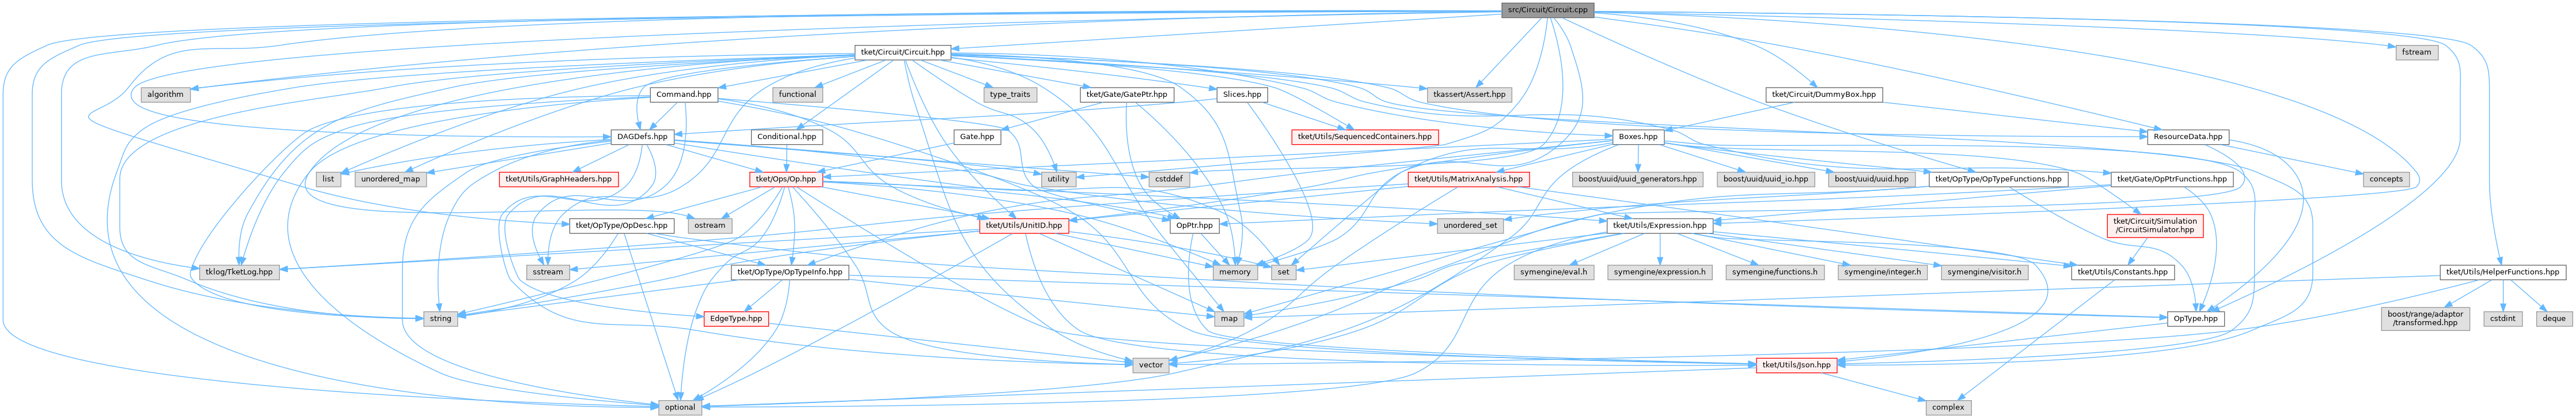 src/Circuit/Circuit.cpp
tket/Circuit/Circuit.hpp
fstream
algorithm
Command.hpp
functional
type_traits
tket/Gate/GatePtr.hpp
Slices.hpp
tkassert/Assert.hpp
tket/Circuit/DummyBox.hpp
DAGDefs.hpp
Conditional.hpp
Gate.hpp
tket/Utils/SequencedContainers.hpp
Boxes.hpp
ResourceData.hpp
list
unordered_map
tket/Utils/GraphHeaders.hpp
tket/Ops/Op.hpp
utility
cstddef
tket/Utils/MatrixAnalysis.hpp
boost/uuid/uuid_generators.hpp
boost/uuid/uuid_io.hpp
boost/uuid/uuid.hpp
tket/OpType/OpTypeFunctions.hpp
tket/Gate/OpPtrFunctions.hpp
concepts
tket/OpType/OpDesc.hpp
ostream
tket/Utils/UnitID.hpp
OpPtr.hpp
unordered_set
tket/Utils/Expression.hpp
tket/Circuit/Simulation
/CircuitSimulator.hpp
tklog/TketLog.hpp
sstream
tket/OpType/OpTypeInfo.hpp
memory
set
symengine/eval.h
symengine/expression.h
symengine/functions.h
symengine/integer.h
symengine/visitor.h
tket/Utils/Constants.hpp
tket/Utils/HelperFunctions.hpp
string
EdgeType.hpp
map
OpType.hpp
boost/range/adaptor
/transformed.hpp
cstdint
deque
vector
tket/Utils/Json.hpp
optional
complex